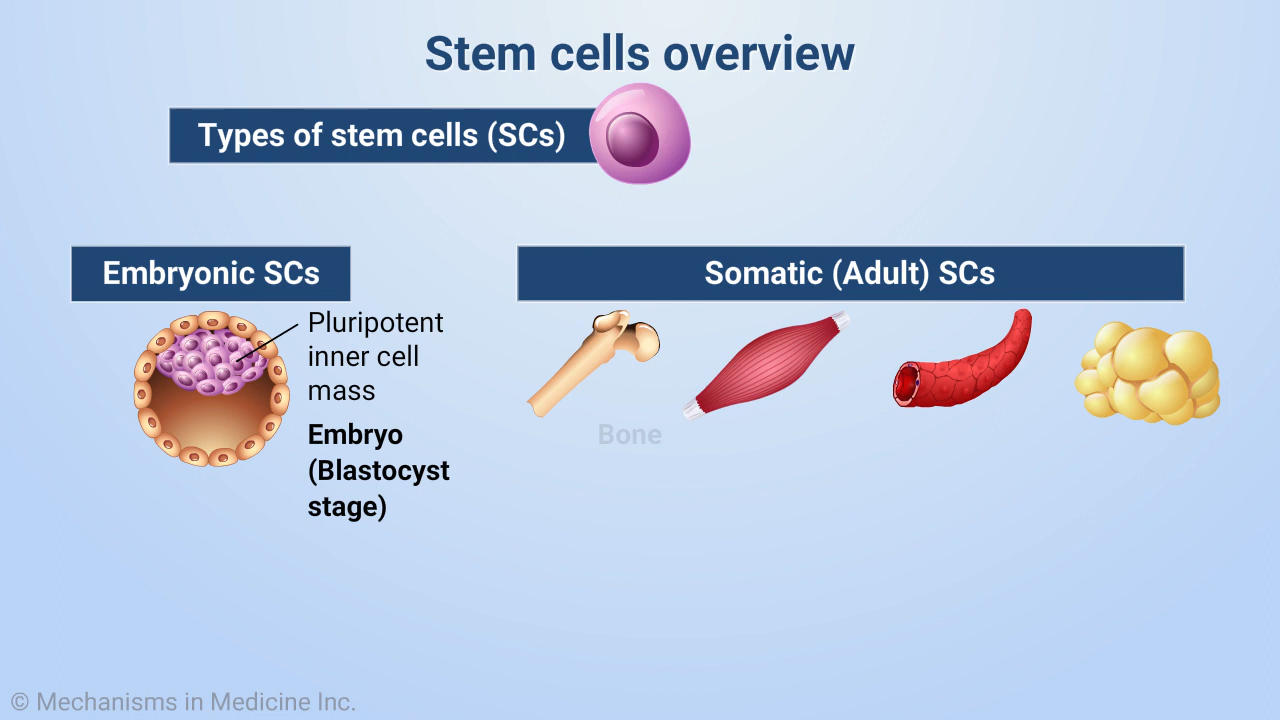 Stem cells overview
Types of stem cells (SCs)
Embryonic SCs
Somatic (Adult) SCs
Pluripotent
inner cell
mass
Embryo
(Blastocyst
stage)
Bone
© Mechanisms in Medicine Inc.